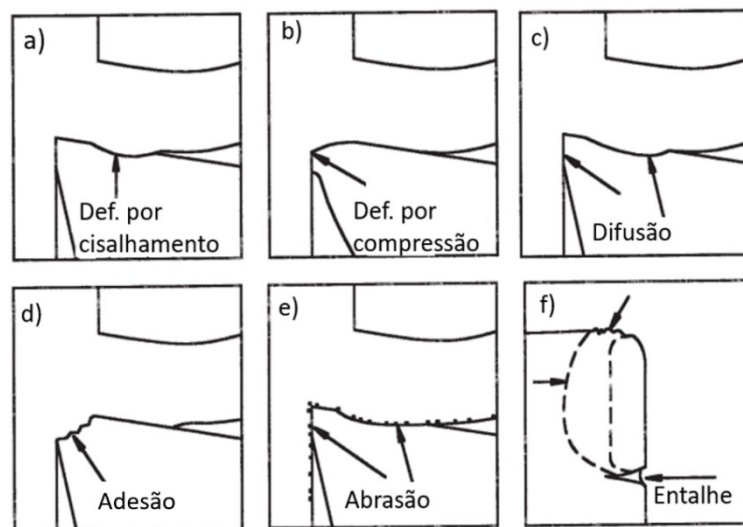 a)
Def. por
cisalhamento
b)
Def. por
compressão
c)
Difusão
d)
Adesão
e)
Abrasão
f)
Entalhe